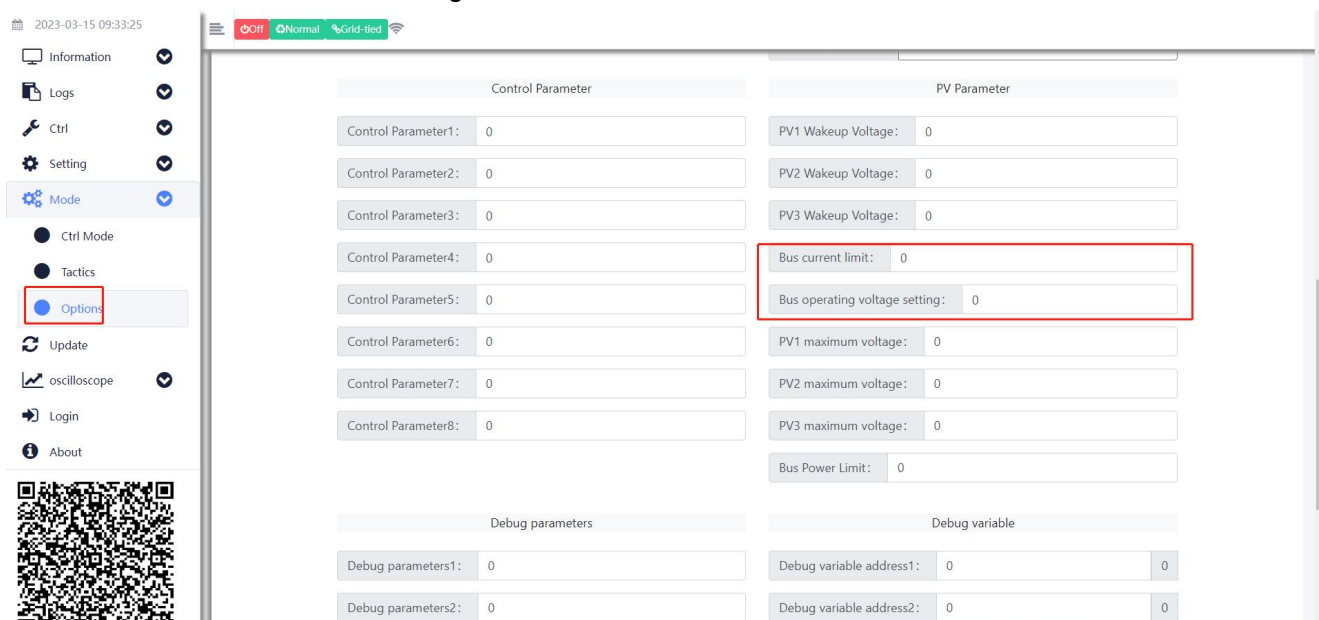 2023-03-15 09:33:25
Off Normal Grid-tied
Information
Logs
Ctrl
Setting
Mode
Ctrl Mode
Tactics
Options
Update
oscilloscope
Login
About
Control Parameter
Control Parameter1: 0
Control Parameter2: 0
Control Parameter3: 0
Control Parameter4: 0
Control Parameter5: 0
Control Parameter6: 0
Control Parameter7: 0
Control Parameter8: 0
PV Parameter
PV1 Wakeup Voltage: 0
PV2 Wakeup Voltage: 0
PV3 Wakeup Voltage: 0
Bus current limit: 0
Bus operating voltage setting: 0
PV1 maximum voltage: 0
PV2 maximum voltage: 0
PV3 maximum voltage: 0
Bus Power Limit: 0
Debug parameters
Debug parameters1: 0
Debug parameters2: 0
Debug variable
Debug variable address1: 0 0
Debug variable address2: 0 0